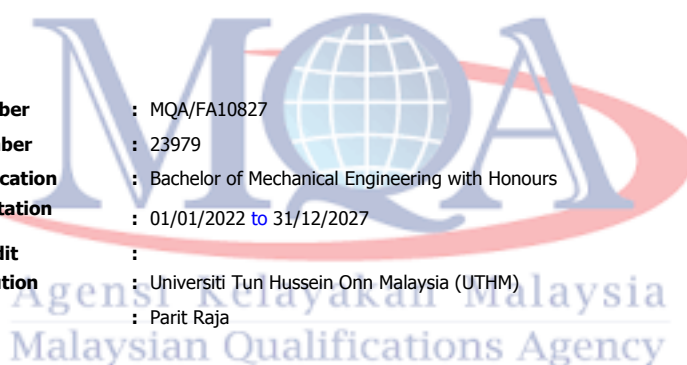 MQA
ber : MQA/FA10827
ber : 23979
cation : Bachelor of Mechanical Engineering with Honours
tation : 01/01/2022 to 31/12/2027
dit :
ution : Universiti Tun Hussein Onn Malaysia (UTHM)
: Parit Raja
Agensi Kelayakan Malaysia
Malaysian Qualifications Agency